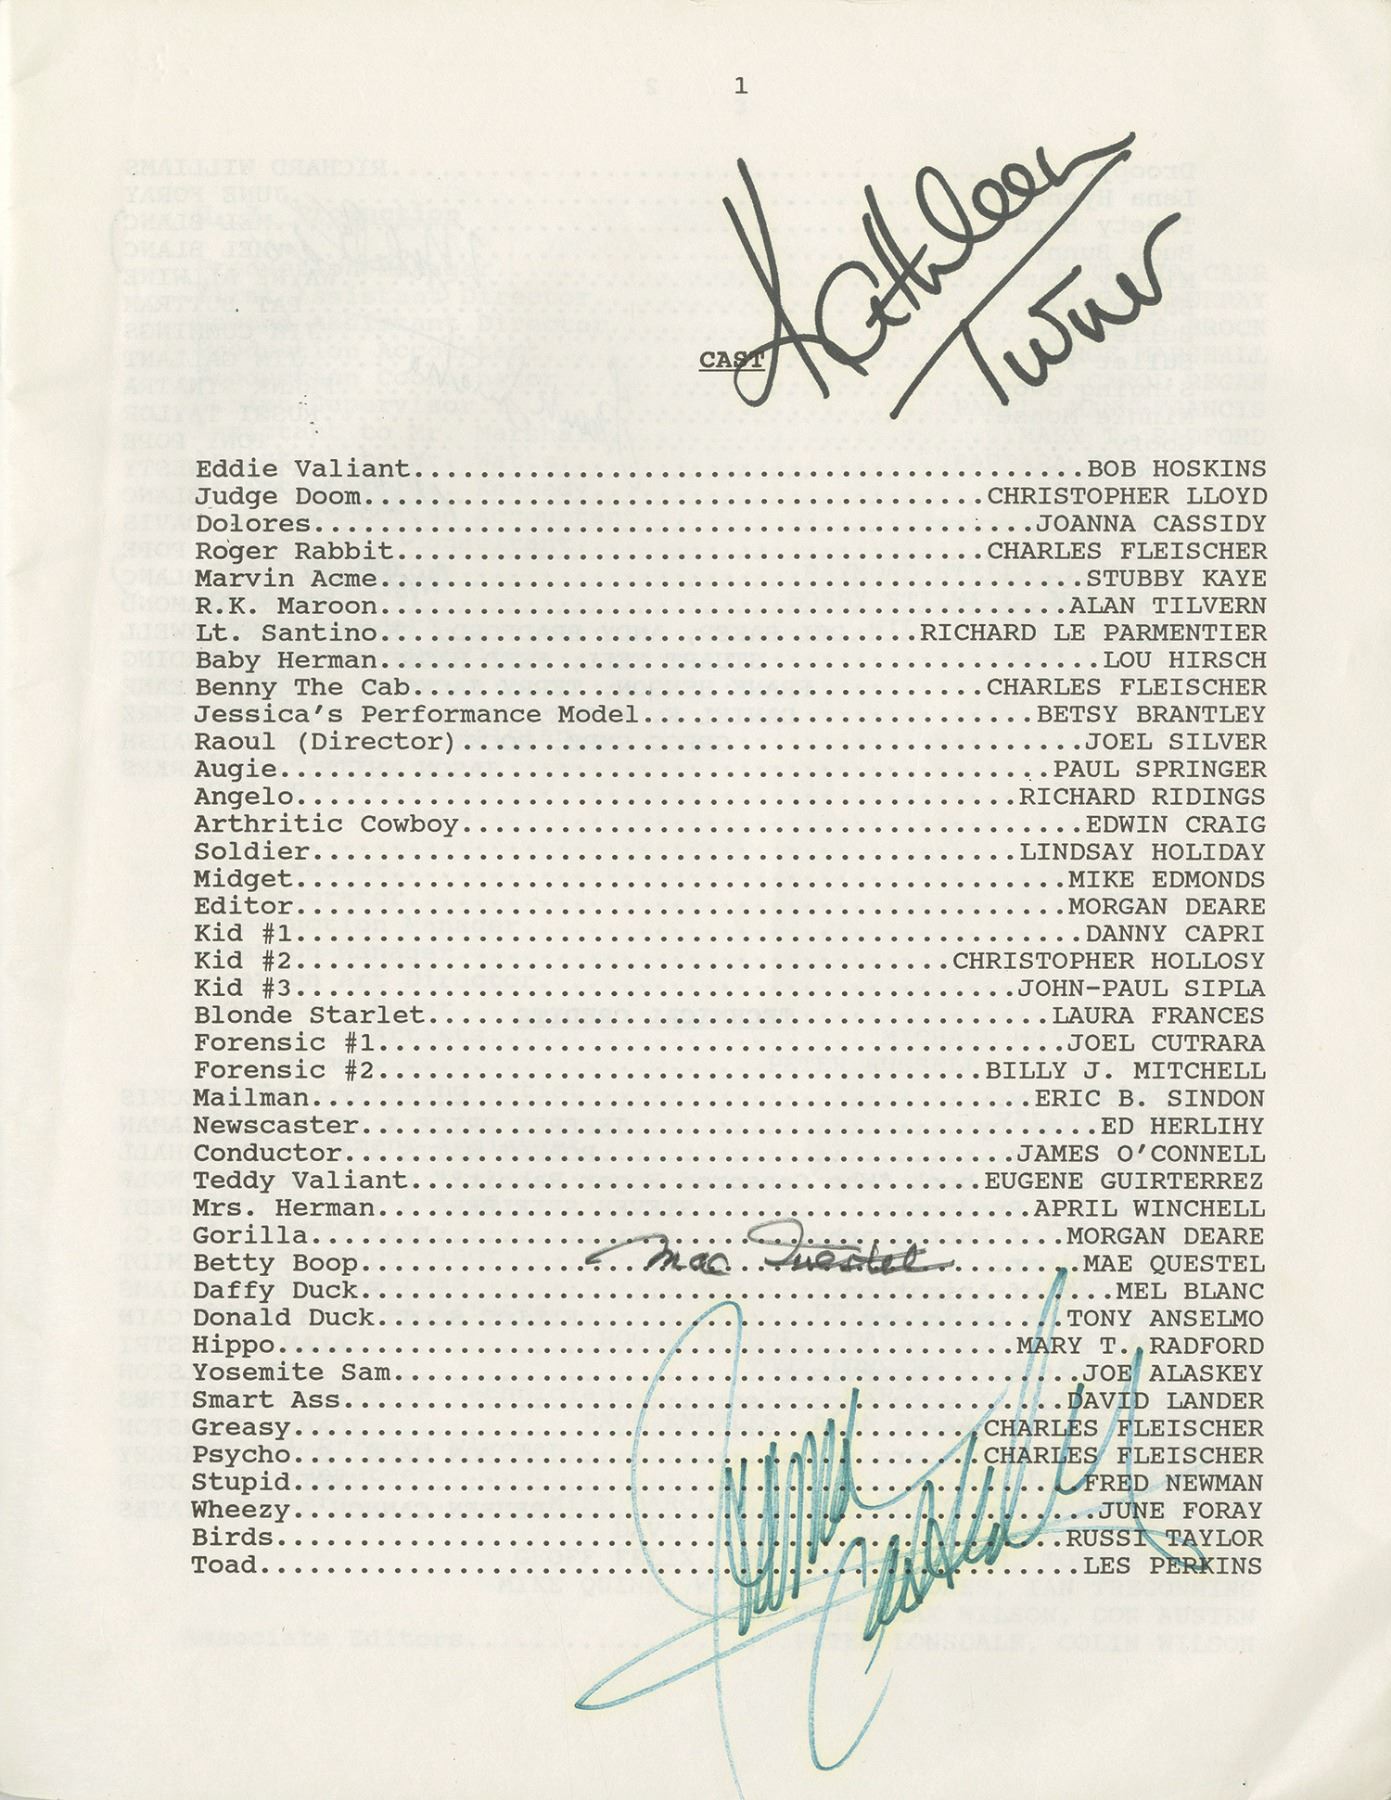 1
Kathleen
Turner
CAST
Eddie Valiant.........................................BOB HOSKINS
Judge Doom......................................CHRISTOPHER LLOYD
Dolores............................................JOANNA CASSIDY
Roger Rabbit....................................CHARLES FLEISCHER
Marvin Acme...........................................STUBBY KAYE
R.K. Maroon..........................................ALAN TILVERN
Lt. Santino.................................RICHARD LE PARMENTIER
Baby Herman............................................LOU HIRSCH
Benny The Cab...................................CHARLES FLEISCHER
Jessica's Performance Model........................BETSY BRANTLEY
Raoul (Director)......................................JOEL SILVER
Augie...............................................PAUL SPRINGER
Angelo............................................RICHARD RIDINGS
Arthritic Cowboy......................................EDWIN CRAIG
Soldier...........................................LINDSAY HOLIDAY
Midget...............................................MIKE EDMONDS
Editor...............................................MORGAN DEARE
Kid #1................................................DANNY CAPRI
Kid #2........................................CHRISTOPHER HOLLOSY
Kid #3............................................JOHN-PAUL SIPLA
Blonde Starlet......................................LAURA FRANCES
Forensic #1..........................................JOEL CUTRARA
Forensic #2.....................................BILLY J. MITCHELL
Mailman............................................ERIC B. SINDON
Newscaster.............................................ED HERLIHY
Conductor.........................................JAMES O'CONNELL
Teddy Valiant...................................EUGENE GUIRTERREZ
Mrs. Herman........................................APRIL WINCHELL
Gorilla..............................................MORGAN DEARE
Betty Boop...............Mae Questel...............MAE QUESTEL
Daffy Duck..............................................MEL BLANC
Donald Duck..........................................TONY ANSELMO
Hippo.............................................MARY T. RADFORD
Yosemite Sam..........................................JOE ALASKEY
Smart Ass............................................DAVID LANDER
Greasy..........................................CHARLES FLEISCHER
Psycho..........................................CHARLES FLEISCHER
Stupid................................................FRED NEWMAN
Wheezy.................................................JUNE FORAY
Birds................................................RUSSI TAYLOR
Toad..................................................LES PERKINS